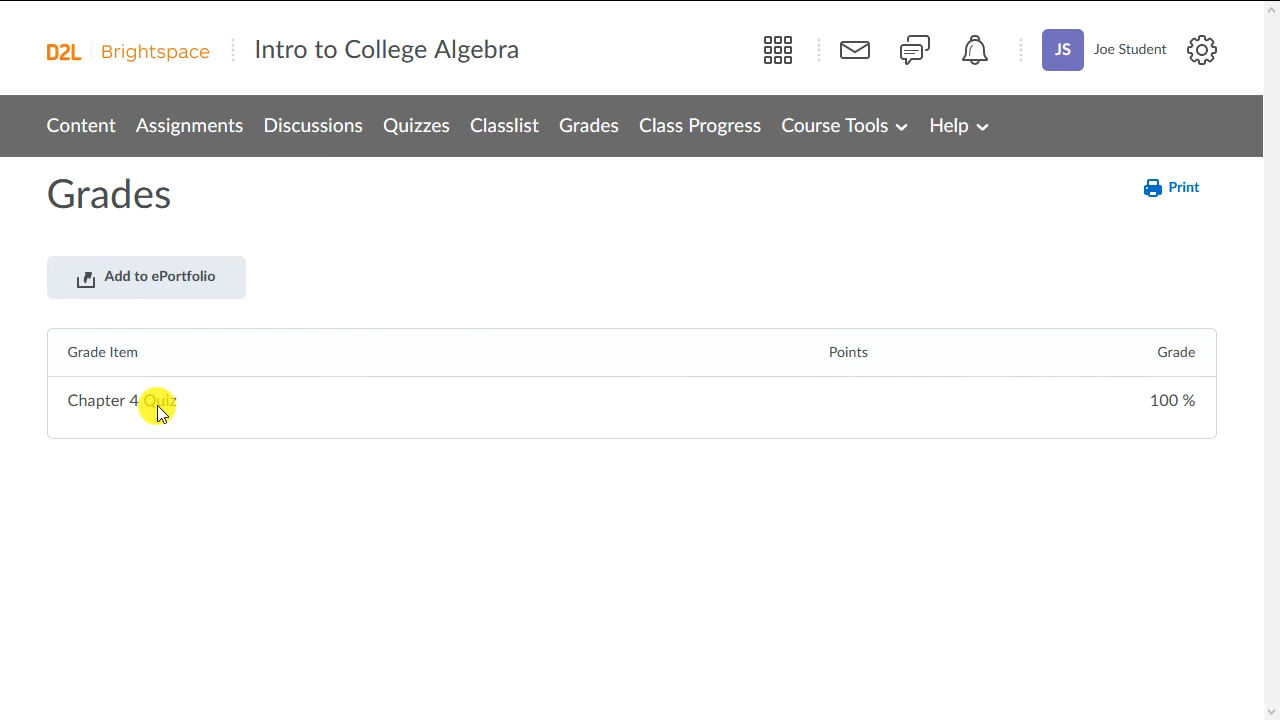 D2L Brightspace Intro to College Algebra JS Joe Student
Content Assignments Discussions Quizzes Classlist Grades Class Progress Course Tools Help
Grades
Print
Add to ePortfolio
Grade Item Points Grade
Chapter 4 Quiz 100 %